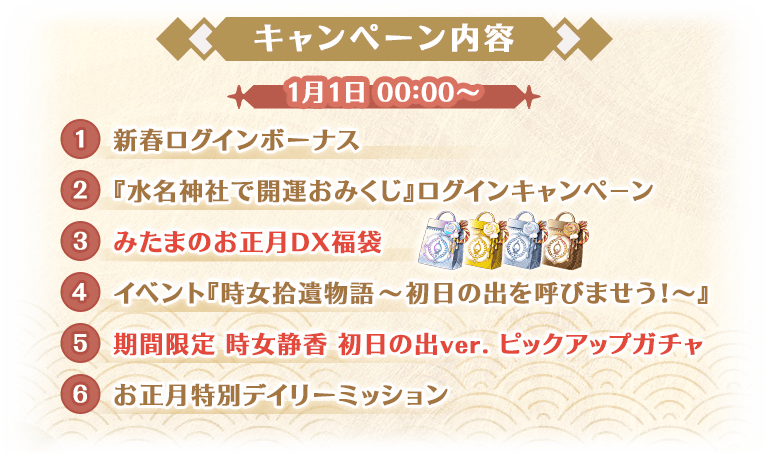 キャンペーン内容
1月1日 00:00～
1 新春ログインボーナス
2 『水名神社で開運おみくじ』ログインキャンペーン
3 みたまのお正月DX福袋
4 イベント『時女拾遺物語～初日の出を呼びませう！～』
5 期間限定 時女静香 初日の出ver. ピックアップガチャ
6 お正月特別デイリーミッション